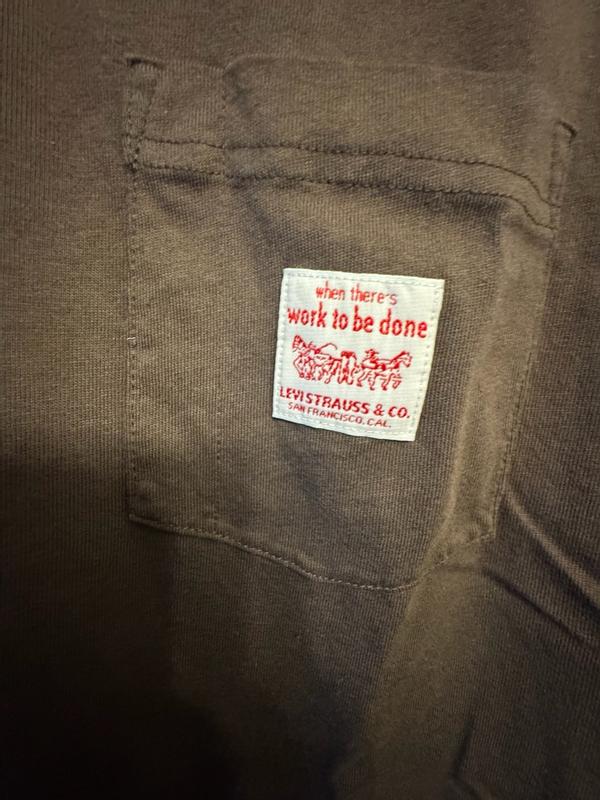 when there's
work to be done
LEVI STRAUSS & CO.
SAN FRANCISCO, CAL.